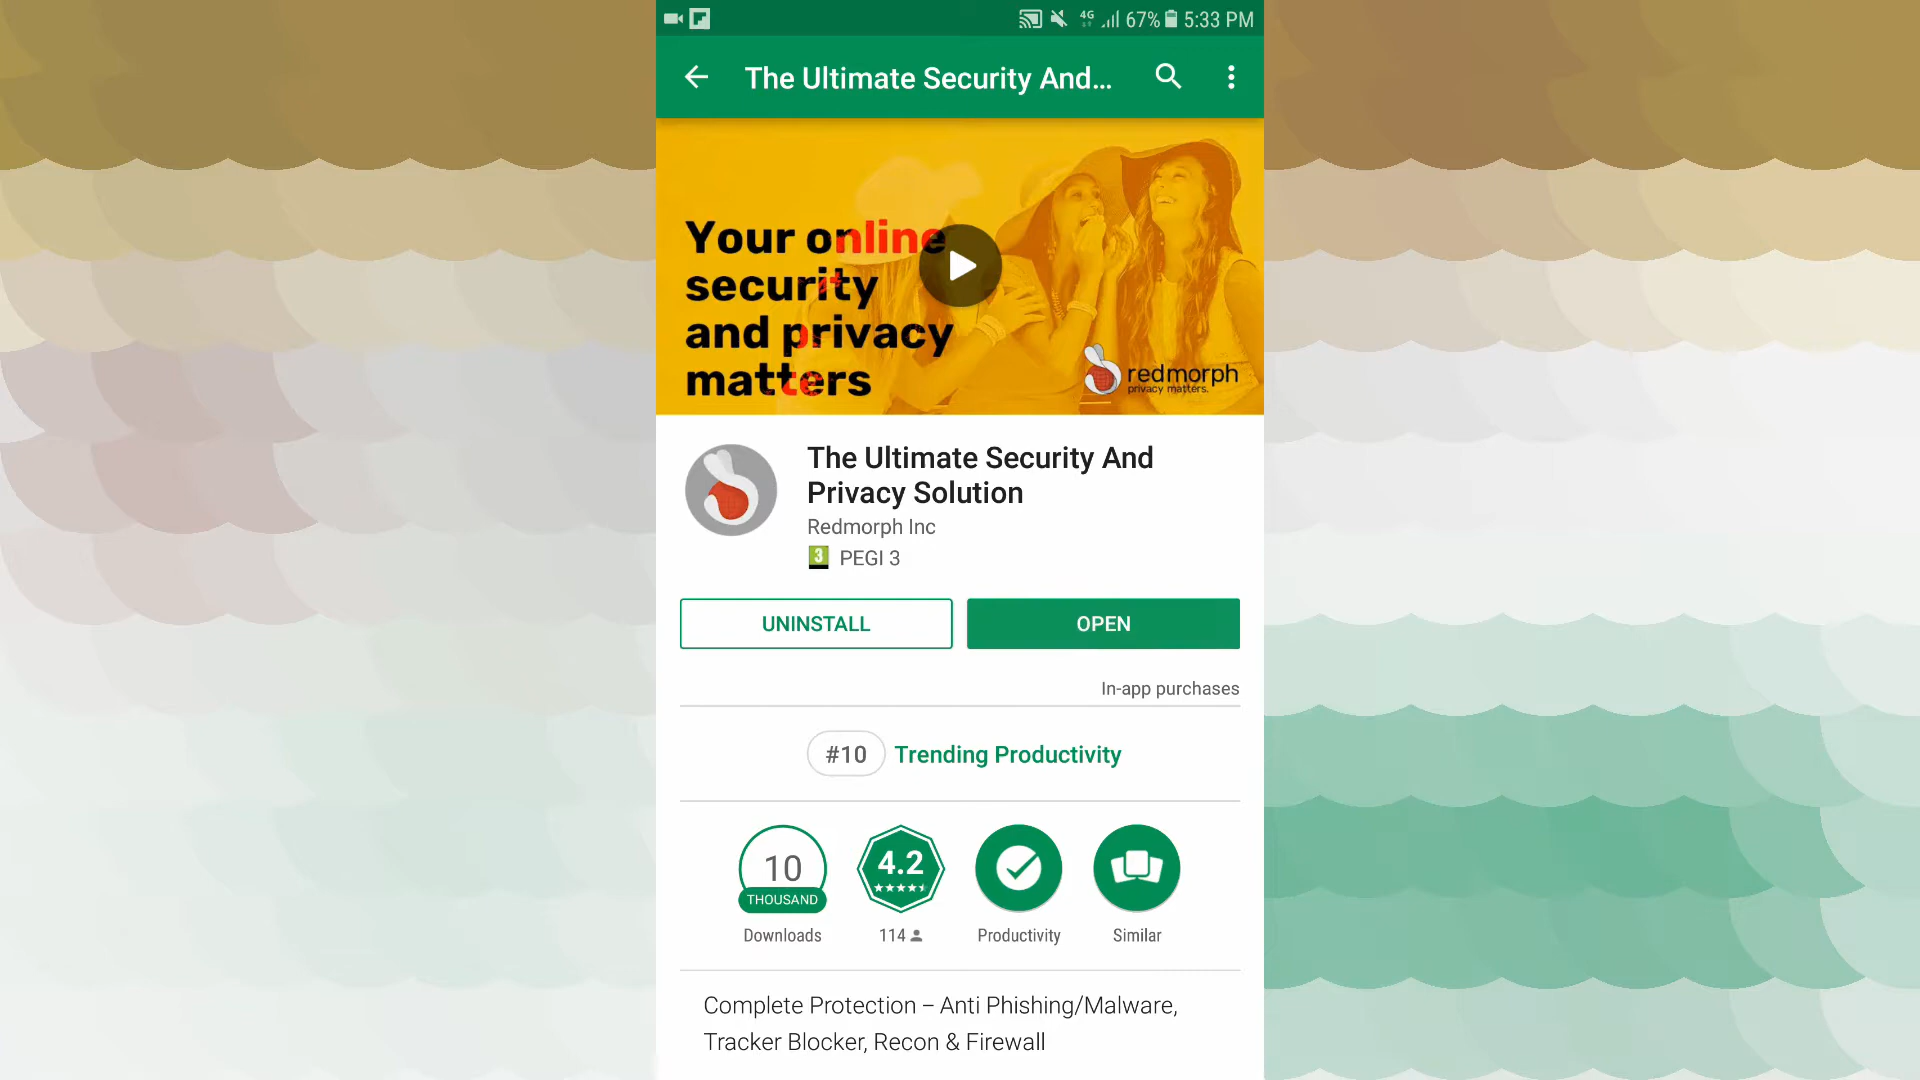 4G 67% 5:33 PM
The Ultimate Security And...
Your online
security
and privacy
matters
redmorph
privacy matters.
The Ultimate Security And
Privacy Solution
Redmorph Inc
3 PEGI 3
UNINSTALL
OPEN
In-app purchases
#10 Trending Productivity
10
THOUSAND
Downloads
4.2
114
Productivity
Similar
Complete Protection – Anti Phishing/Malware,
Tracker Blocker, Recon & Firewall